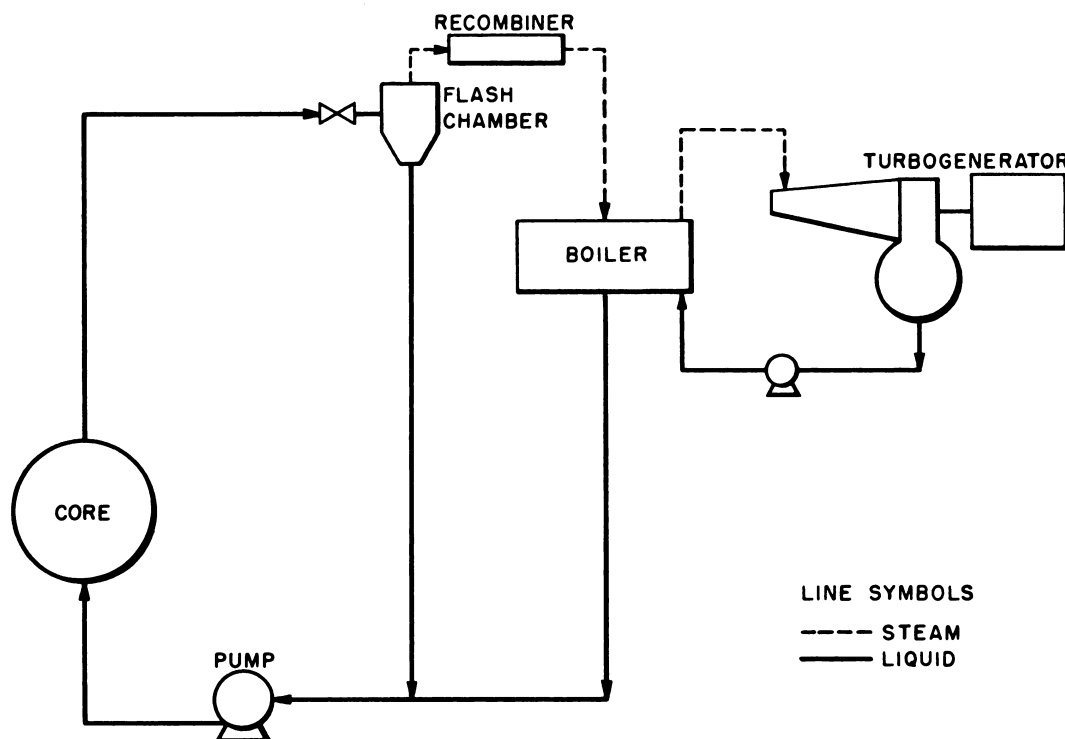 RECOMBINER
FLASH
CHAMBER
TURBOGENERATOR
BOILER
CORE
LINE SYMBOLS
STEAM
LIQUID
PUMP